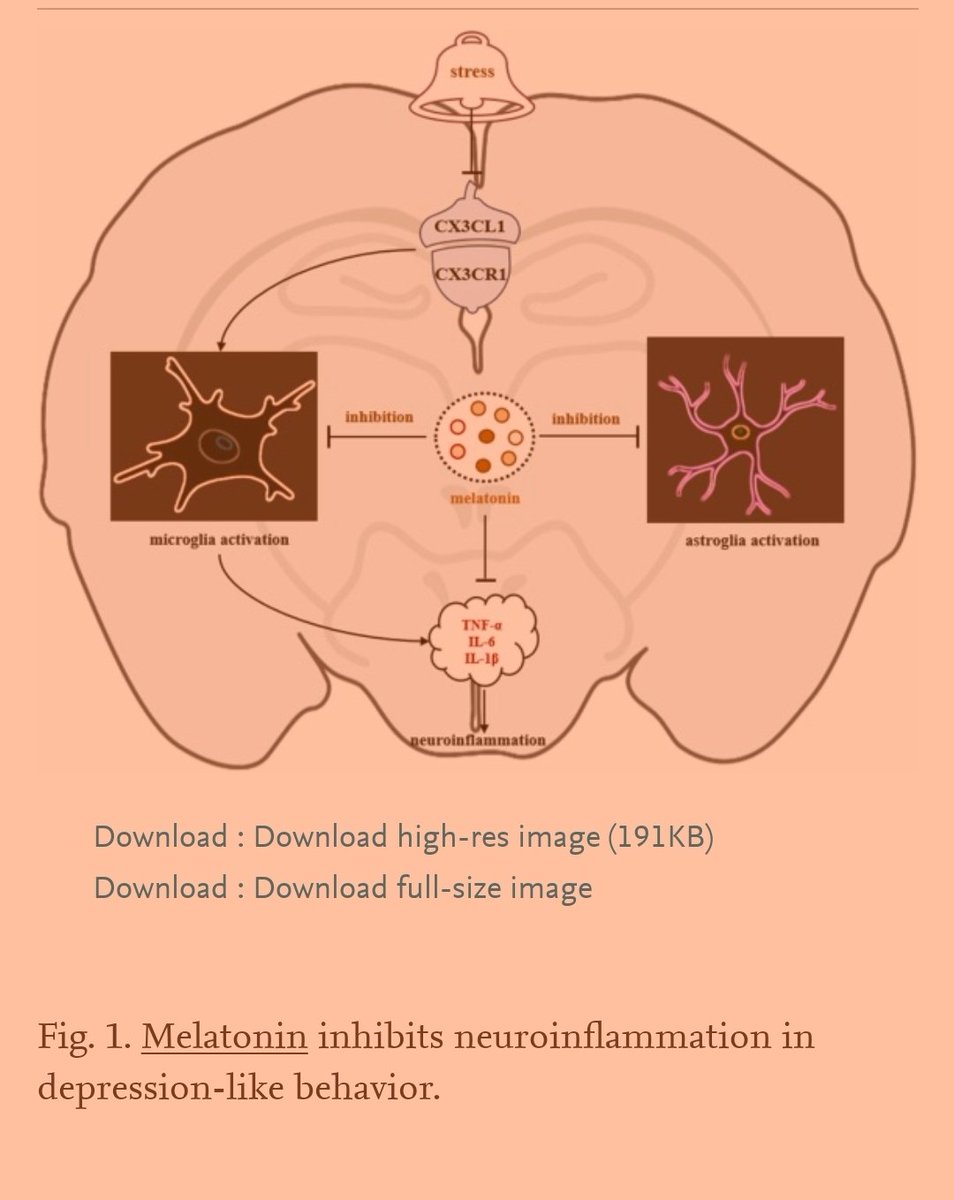 stress
CX3CL1
CX3CR1
inhibition
inhibition
melatonin
microglia activation
astroglia activation
TNF-α
IL-6
IL-1β
neuroinflammation
Download : Download high-res image (191KB)
Download : Download full-size image
Fig. 1. Melatonin inhibits neuroinflammation in
depression-like behavior.